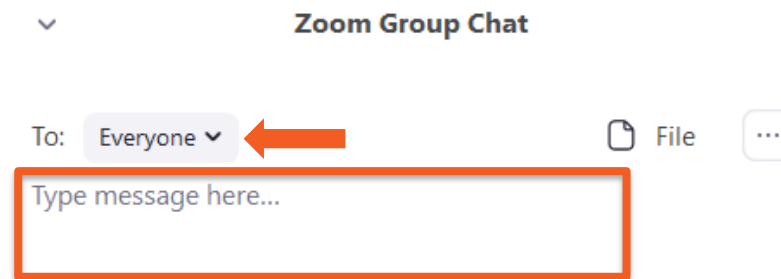 Zoom Group Chat
To: Everyone File ...
Type message here...